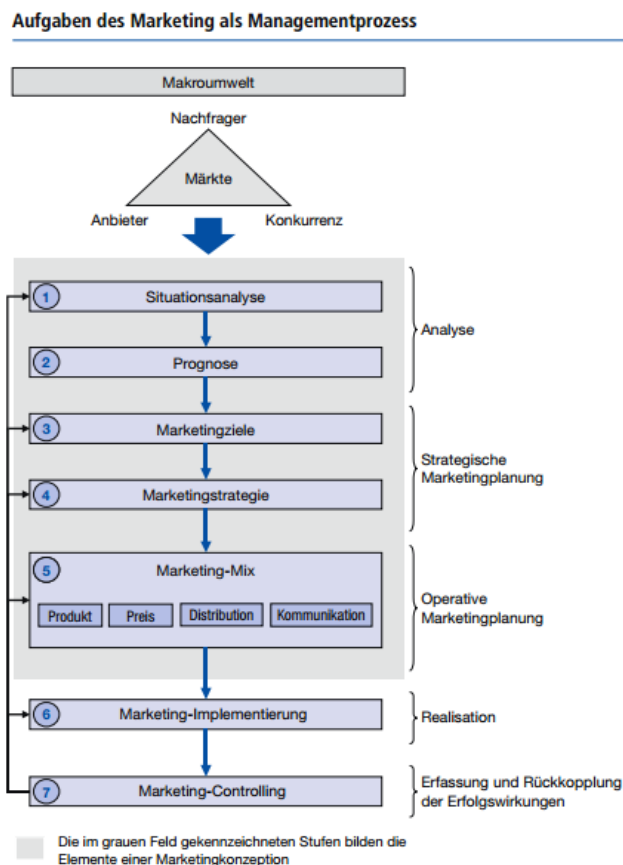 Aufgaben des Marketing als Managementprozess
Makroumwelt
Nachfrager
Märkte
Anbieter
Konkurrenz
1
Situationsanalyse
2
Prognose
Analyse
3
Marketingziele
4
Marketingstrategie
Strategische
Marketingplanung
5
Marketing-Mix
Produkt
Preis
Distribution
Kommunikation
Operative
Marketingplanung
6
Marketing-Implementierung
Realisation
7
Marketing-Controlling
Erfassung und Rückkopplung
der Erfolgswirkungen
Die im grauen Feld gekennzeichneten Stufen bilden die
Elemente einer Marketingkonzeption